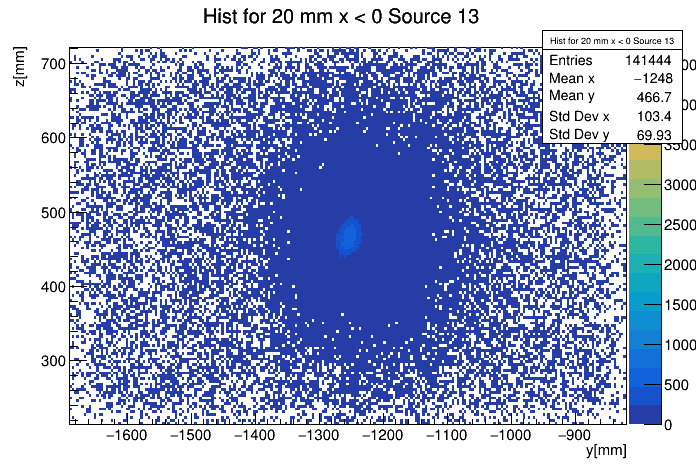 Hist for 20 mm x < 0 Source 13
Hist for 20 mm x < 0 Source 13
Entries 141444
Mean x −1248
Mean y 466.7
Std Dev x 103.4
Std Dev y 69.93
z[mm]
700
600
500
400
300
−1600 −1500 −1400 −1300 −1200 −1100 −1000 −900
y[mm]
3500
3000
2500
2000
1500
1000
500
0